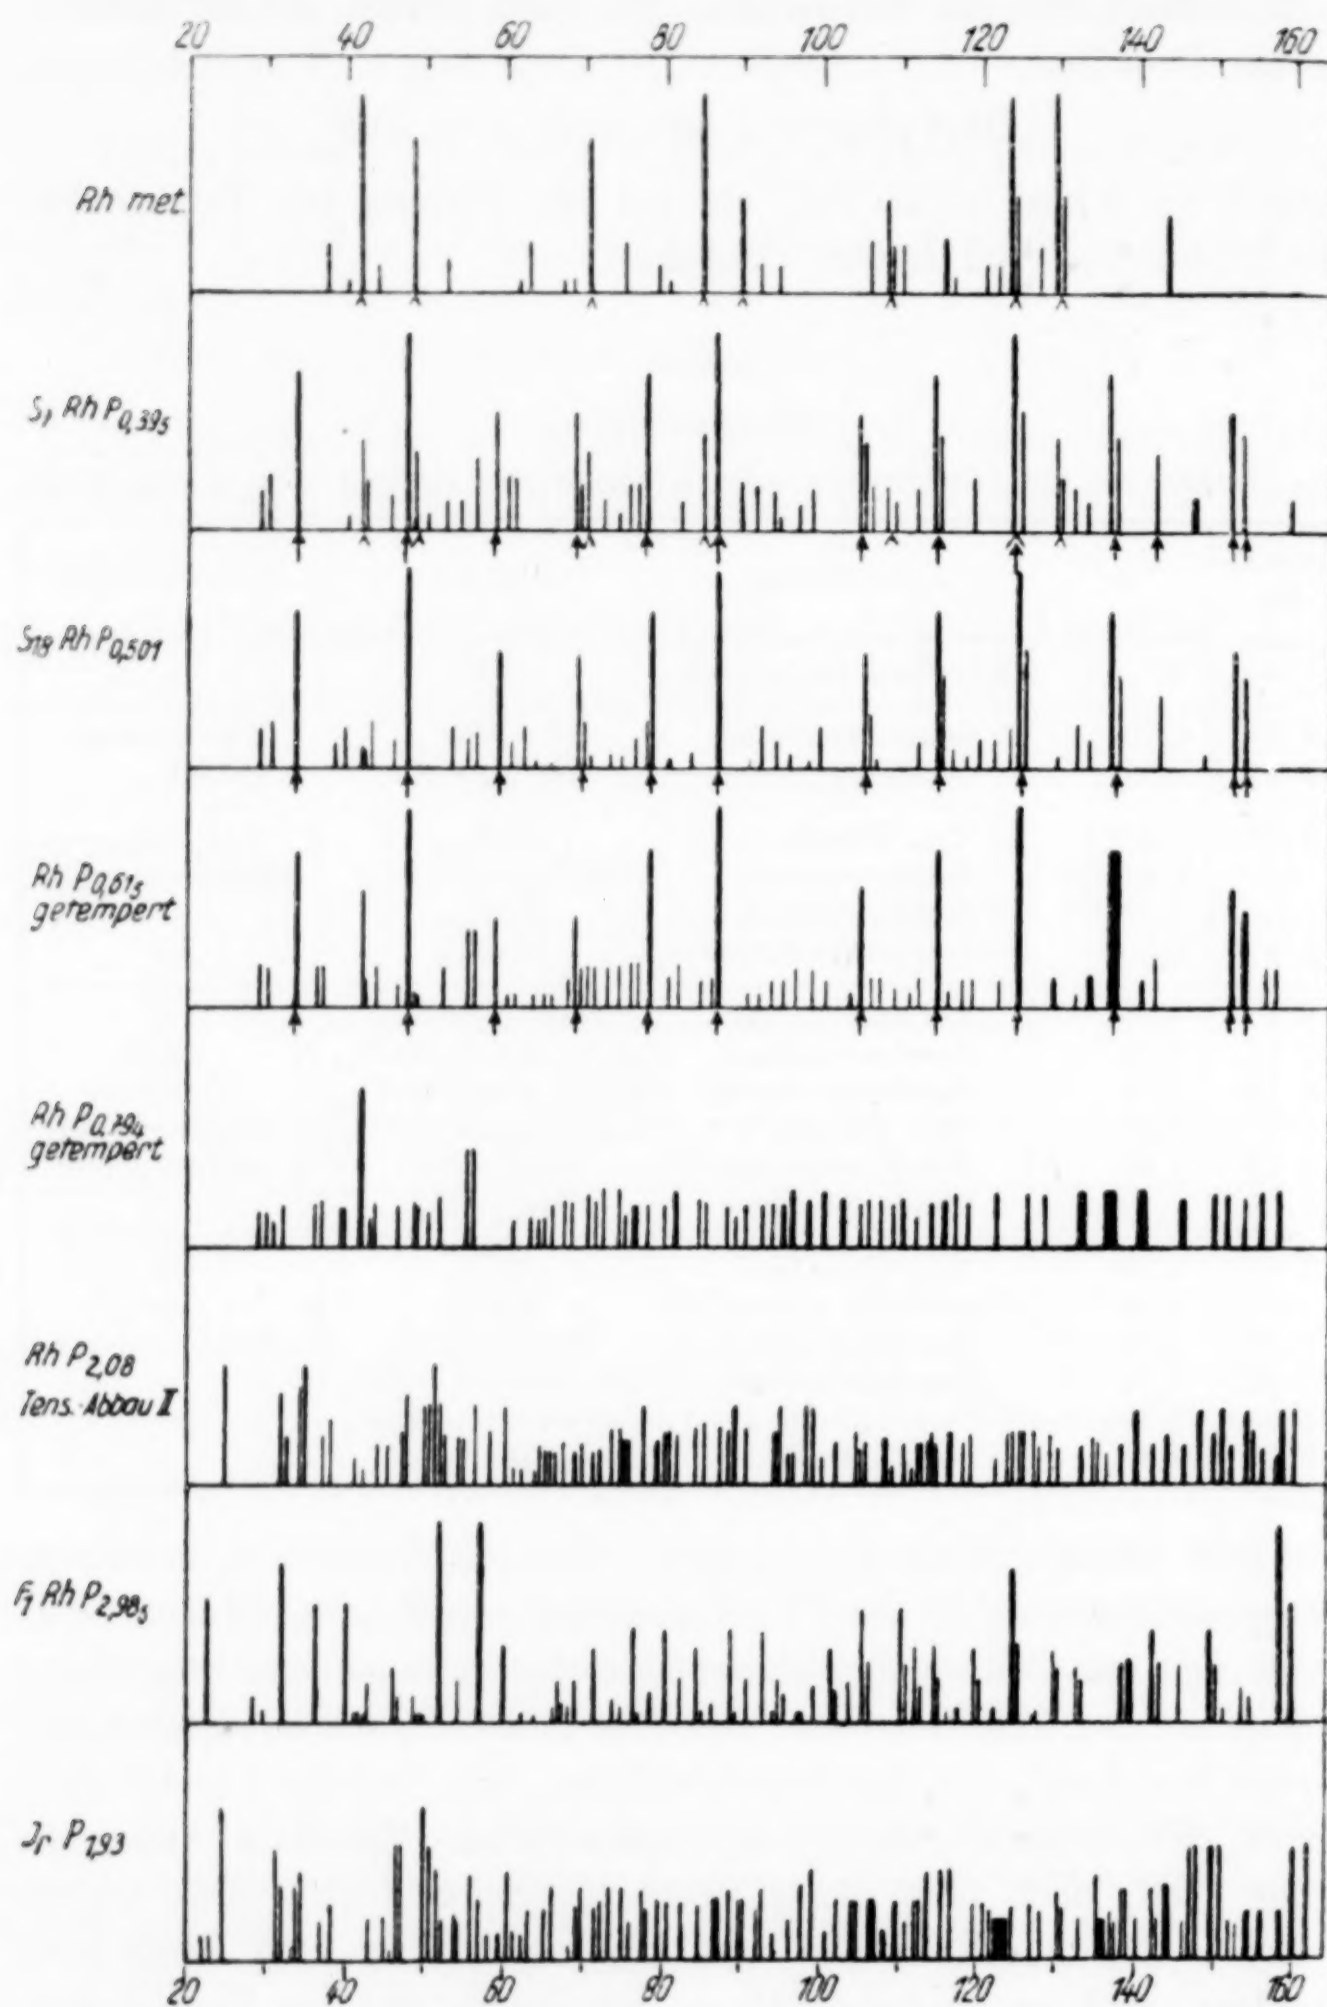 20 40 60 80 100 120 140 160
Rh met.
S₁ Rh P₀,₃₉₅
S₁₈ Rh P₀,₅₀₁
Rh P₀,₆₁₅
getempert
Rh P₀,₇₉₄
getempert
Rh P₂,₀₈
Tens.-Abbau II
F₁ Rh P₂,₉₈₅
Jr P₁,₉₃
20 40 60 80 100 120 140 160